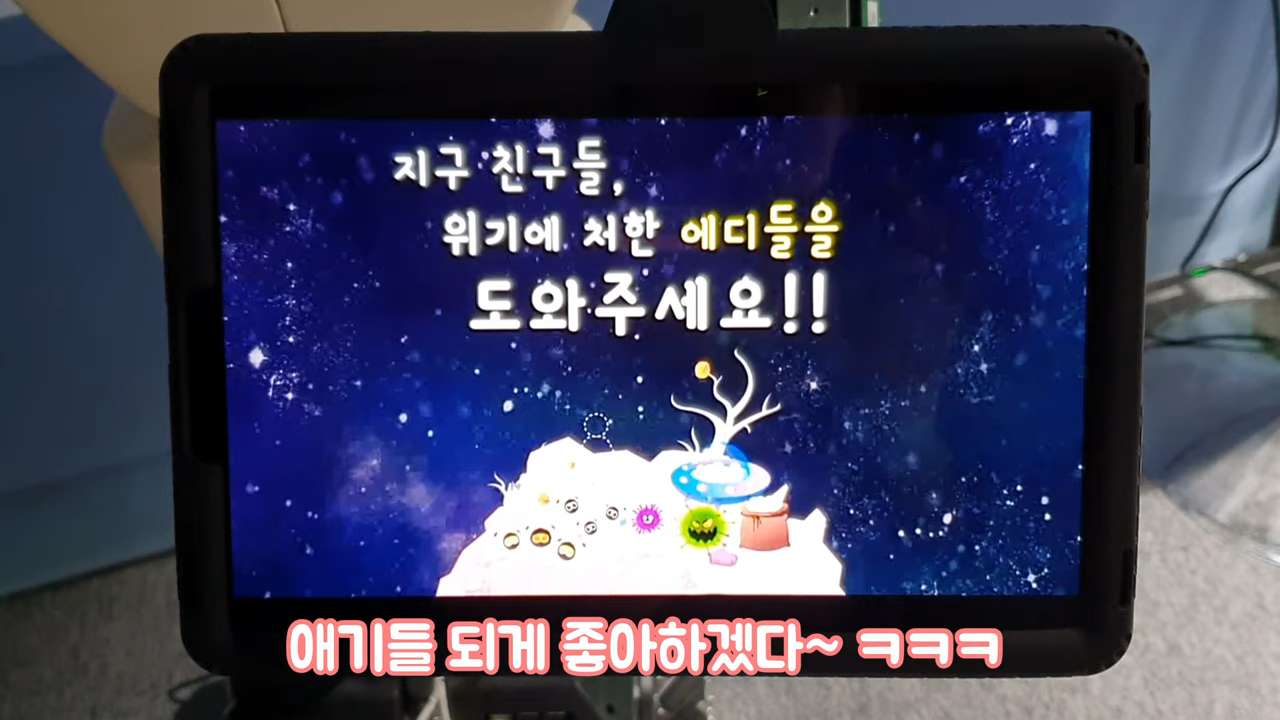 지구 친구들,
위기에 처한 에디들을
도와주세요!!
애기들 되게 좋아하겠다~ ㅋㅋㅋ